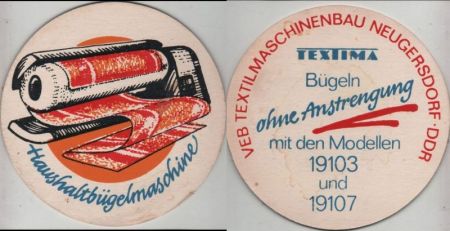 Haushaltbügelmaschine
VEB TEXTILMASCHINENBAU NEUGERSDORF · DDR
TEXTIMA
Bügeln
ohne Anstrengung
mit den Modellen
19103
und
19107